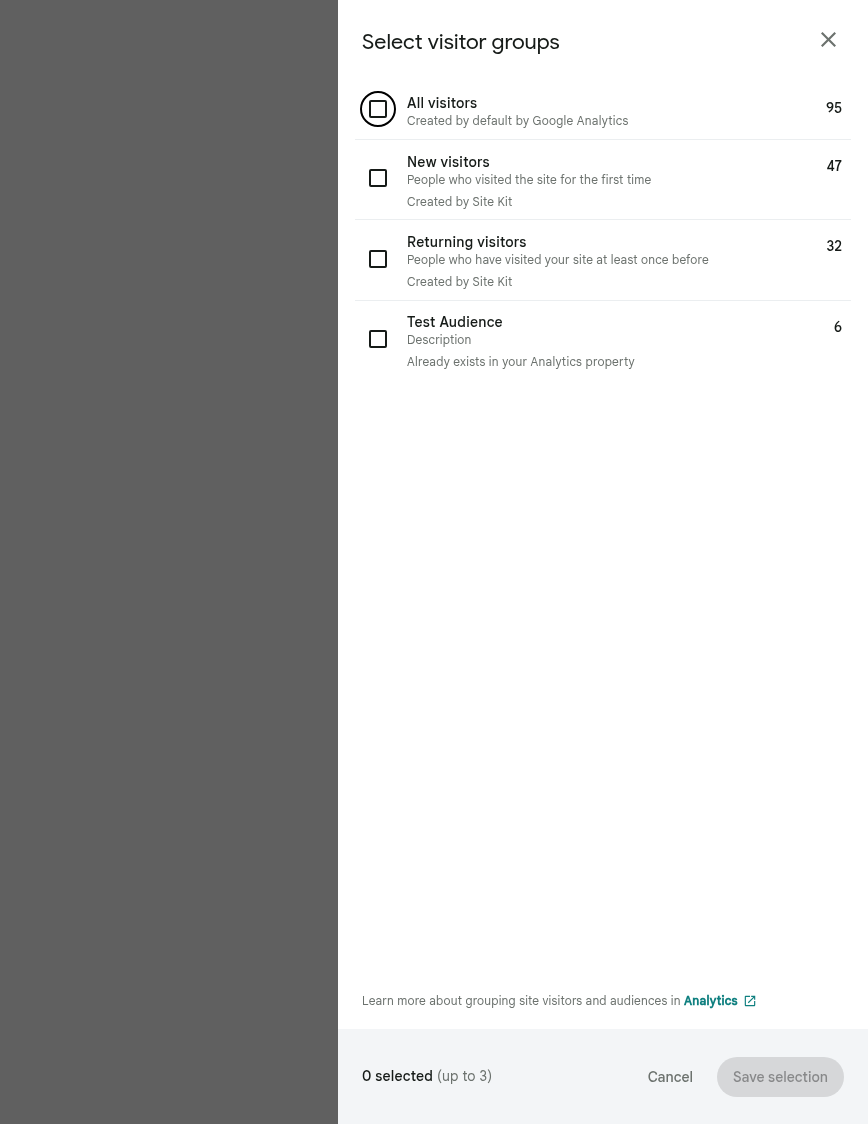 Select visitor groups
All visitors
95
Created by default by Google Analytics
New visitors
47
People who visited the site for the first time
Created by Site Kit
Returning visitors
32
People who have visited your site at least once before
Created by Site Kit
Test Audience
6
Description
Already exists in your Analytics property
Learn more about grouping site visitors and audiences in Analytics
0 selected (up to 3)
Cancel
Save selection